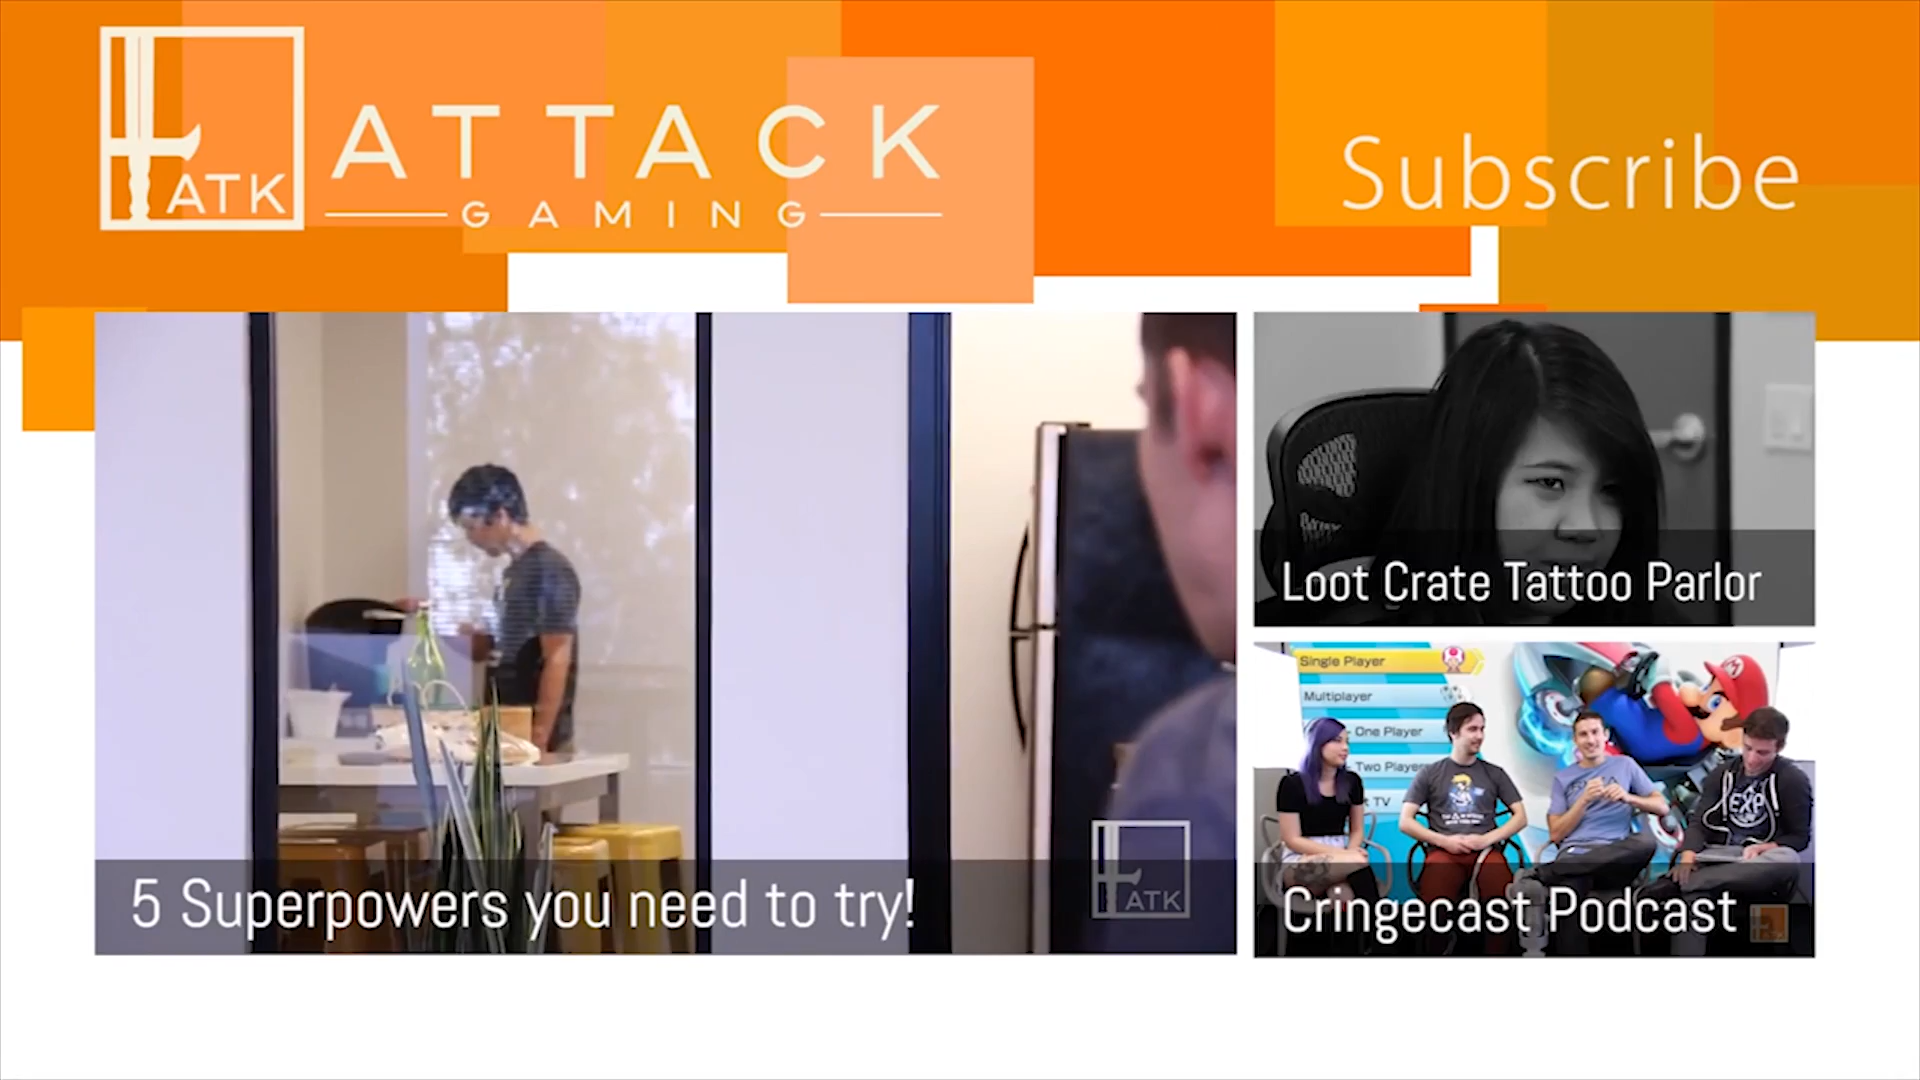 ATK
ATTACK
GAMING
Subscribe
5 Superpowers you need to try!
ATK
Loot Crate Tattoo Parlor
Single Player
Multiplayer
One Player
Two Player
TV
EXP
Cringecast Podcast